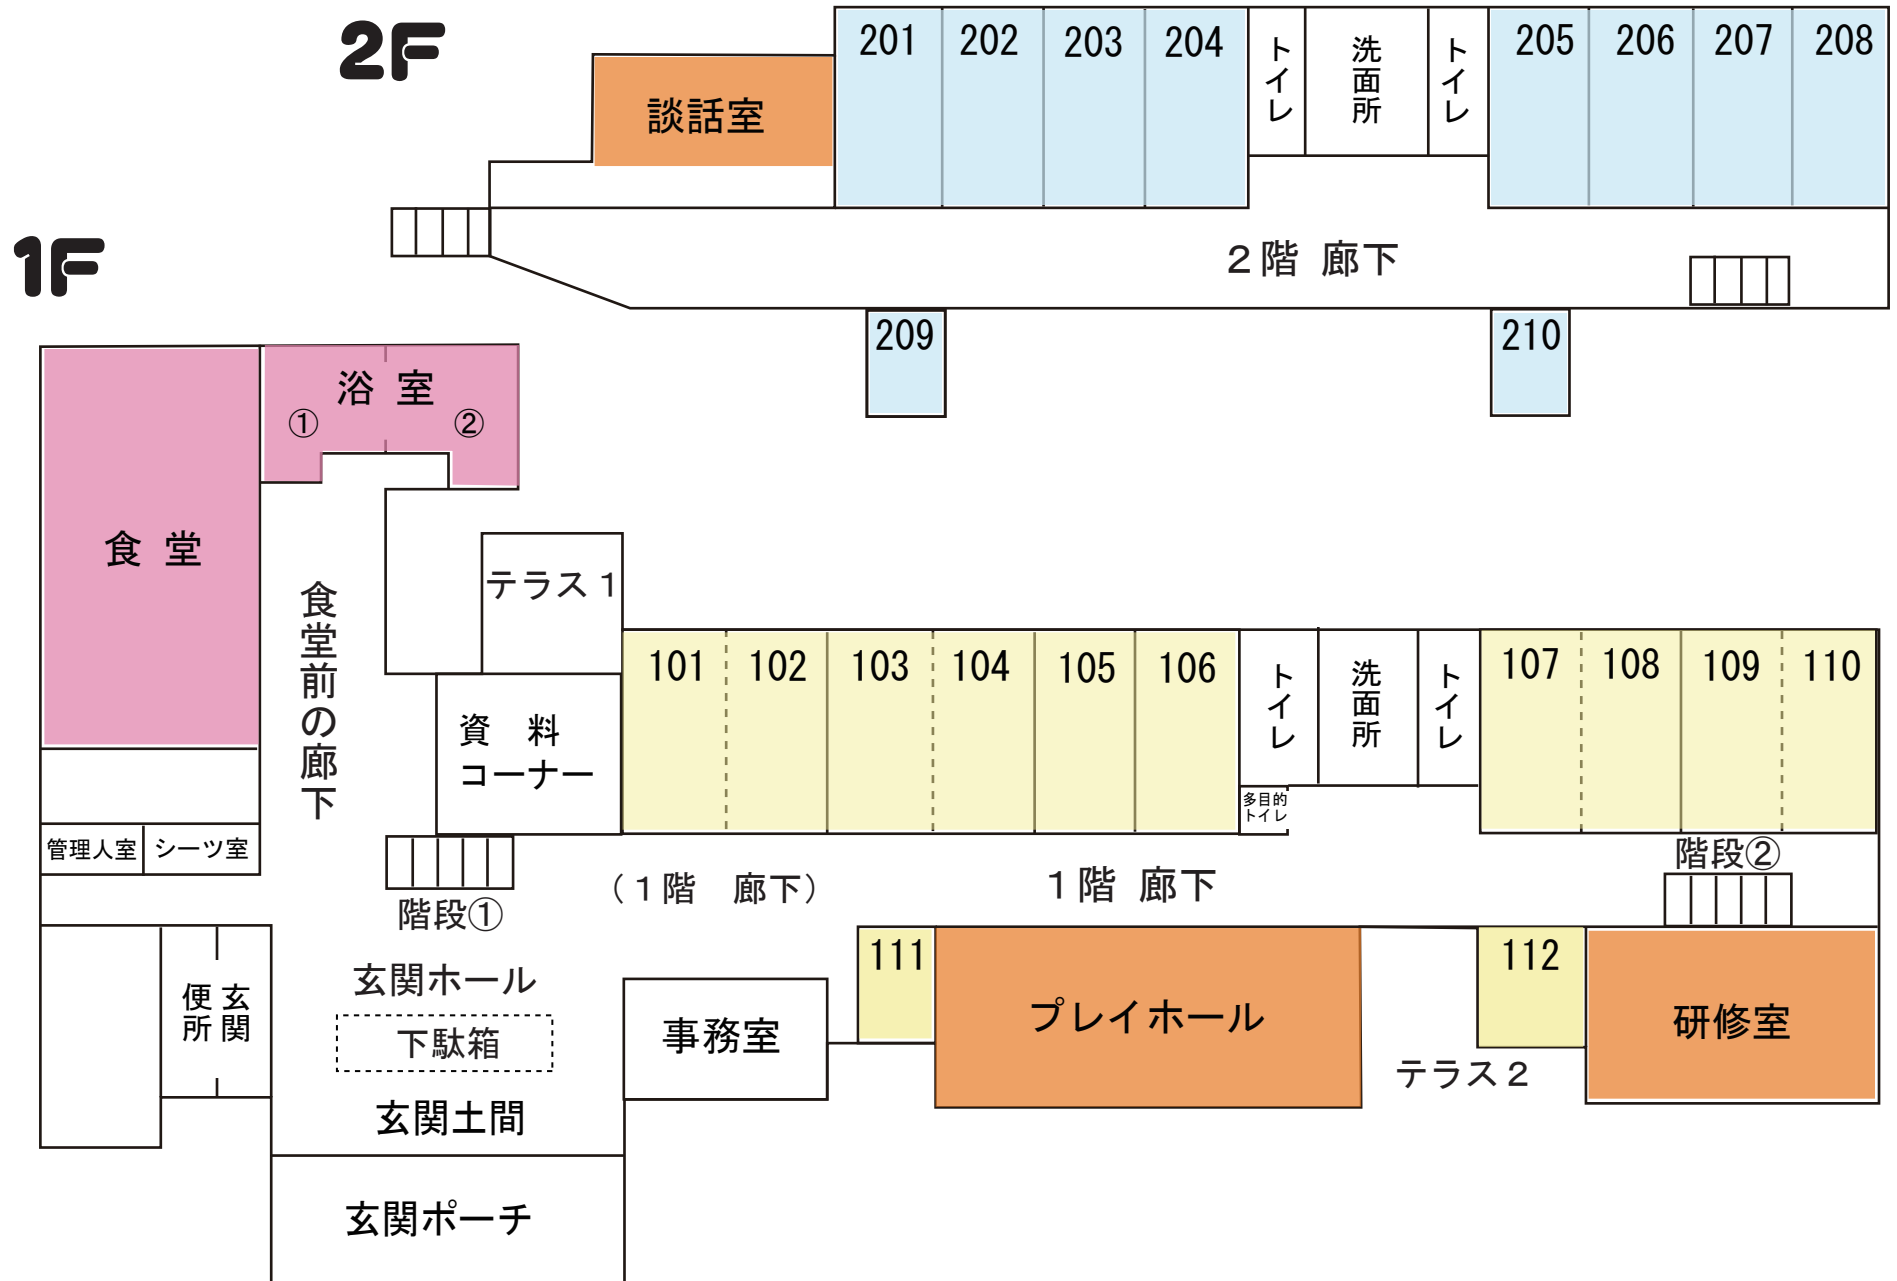 2F
201
202
203
204
トイレ
洗面所
トイレ
205
206
207
208
談話室
2階 廊下
209
210
1F
浴 室
①
②
食 堂
食堂前の廊下
テラス1
101
102
103
104
105
106
トイレ
洗面所
トイレ
107
108
109
110
資 料
コーナー
多目的
トイレ
管理人室
シーツ室
階段①
(1階 廊下)
1階 廊下
階段②
111
112
便所
玄関
玄関ホール
下駄箱
事務室
プレイホール
研修室
テラス2
玄関土間
玄関ポーチ